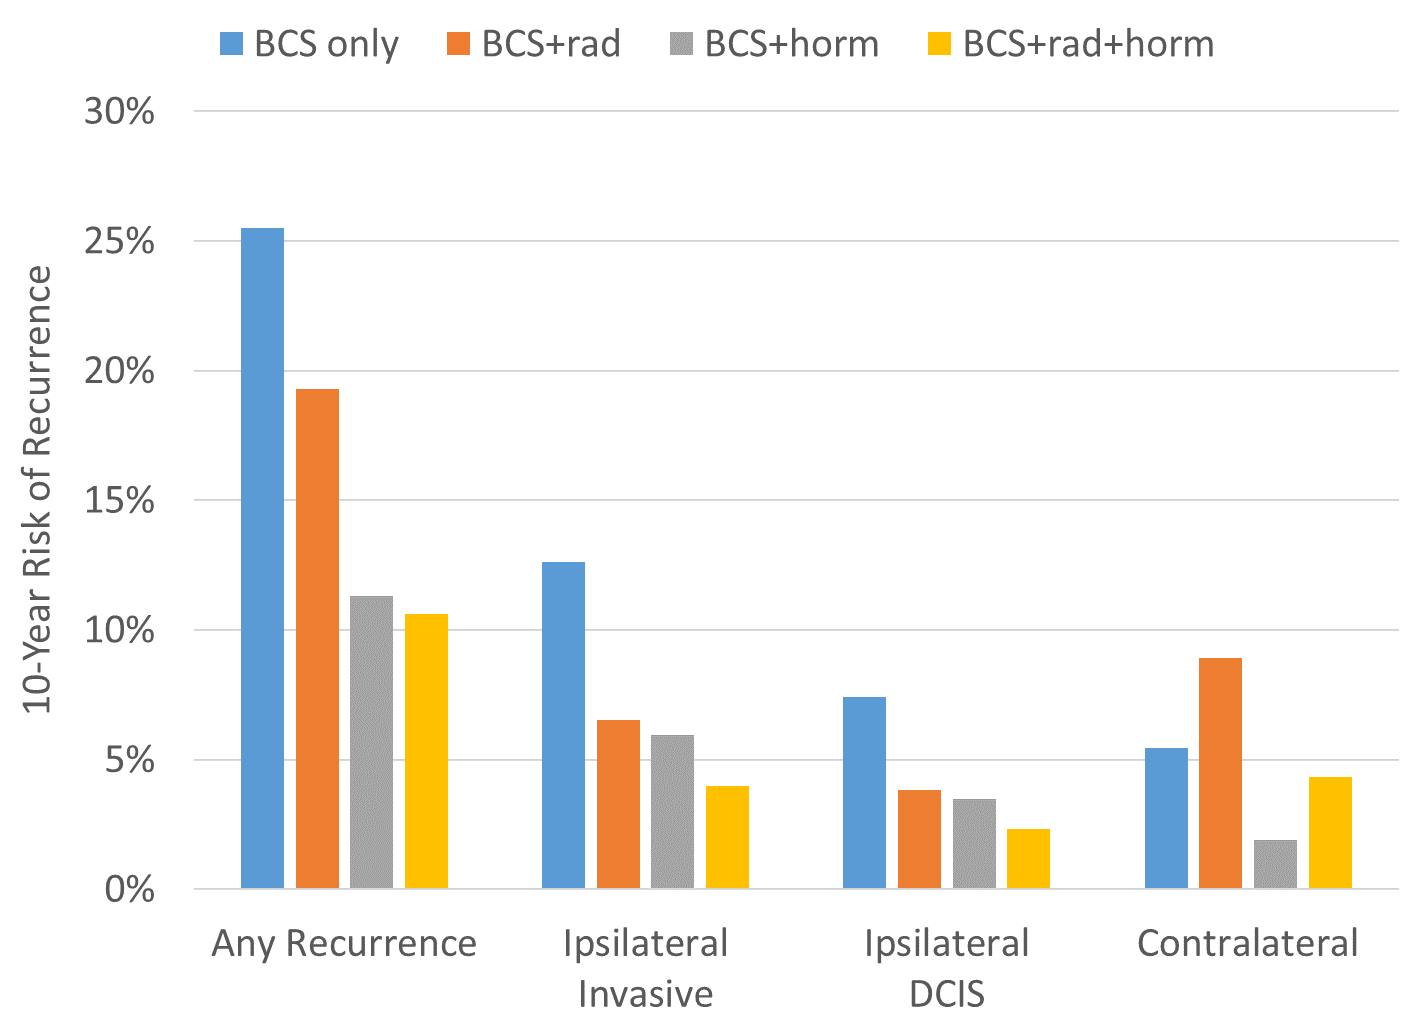 BCS only BCS+rad BCS+horm BCS+rad+horm
30%
25%
20%
15%
10%
5%
0%
10-Year Risk of Recurrence
Any Recurrence Ipsilateral Ipsilateral Contralateral
Invasive DCIS